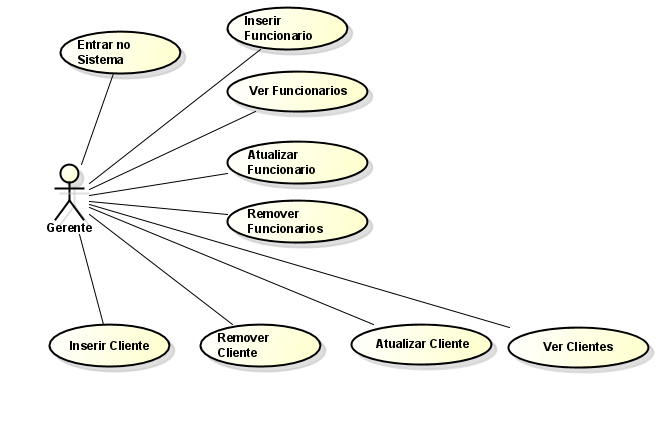 Inserir
Funcionario
Entrar no
Sistema
Ver Funcionarios
Atualizar
Funcionario
Remover
Funcionarios
Gerente
Inserir Cliente
Remover
Cliente
Atualizar Cliente
Ver Clientes